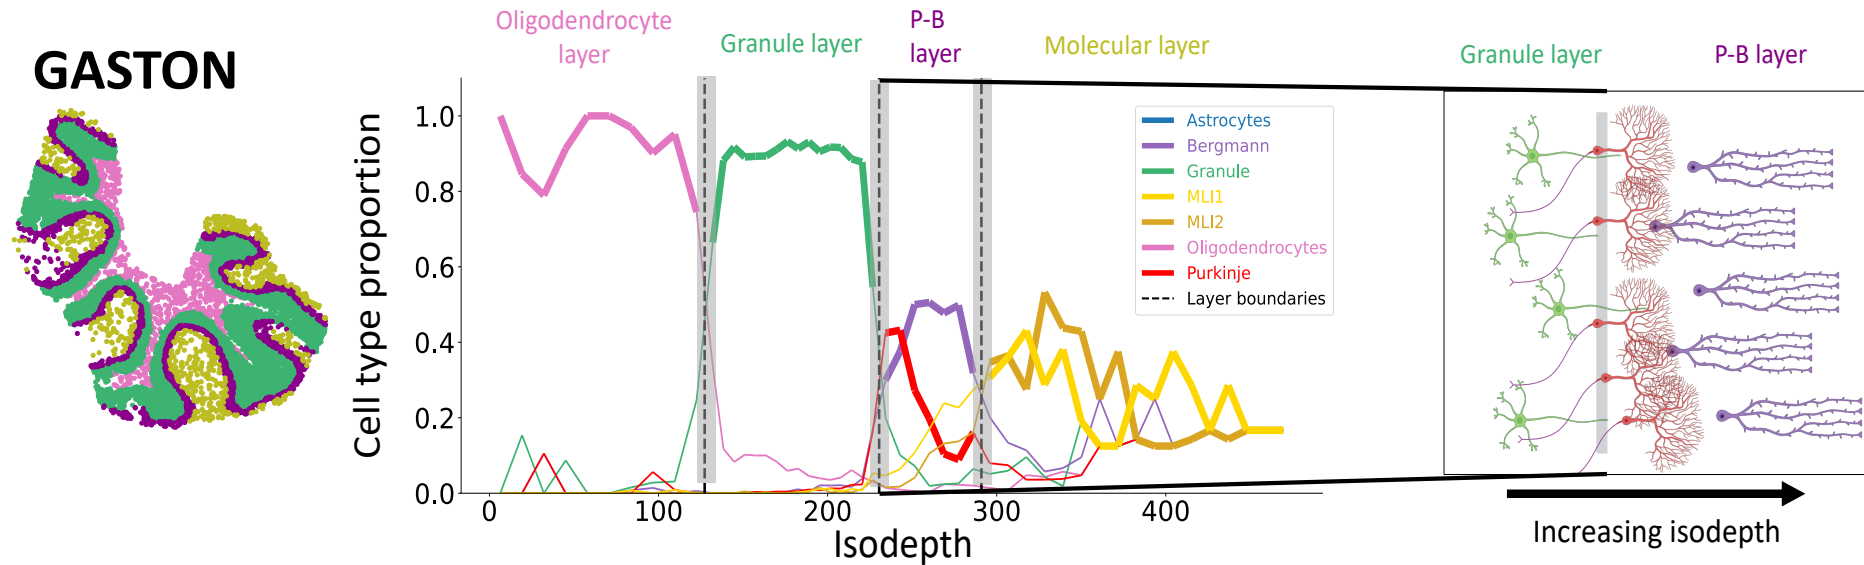 GASTON
Oligodendrocyte
layer
Granule layer
P-B
layer
Molecular layer
Cell type proportion
1.0
0.8
0.6
0.4
0.2
0.0
0
100
200
300
400
Isodepth
Astrocytes
Bergmann
Granule
MLI1
MLI2
Oligodendrocytes
Purkinje
Layer boundaries
Granule layer
P-B layer
Increasing isodepth